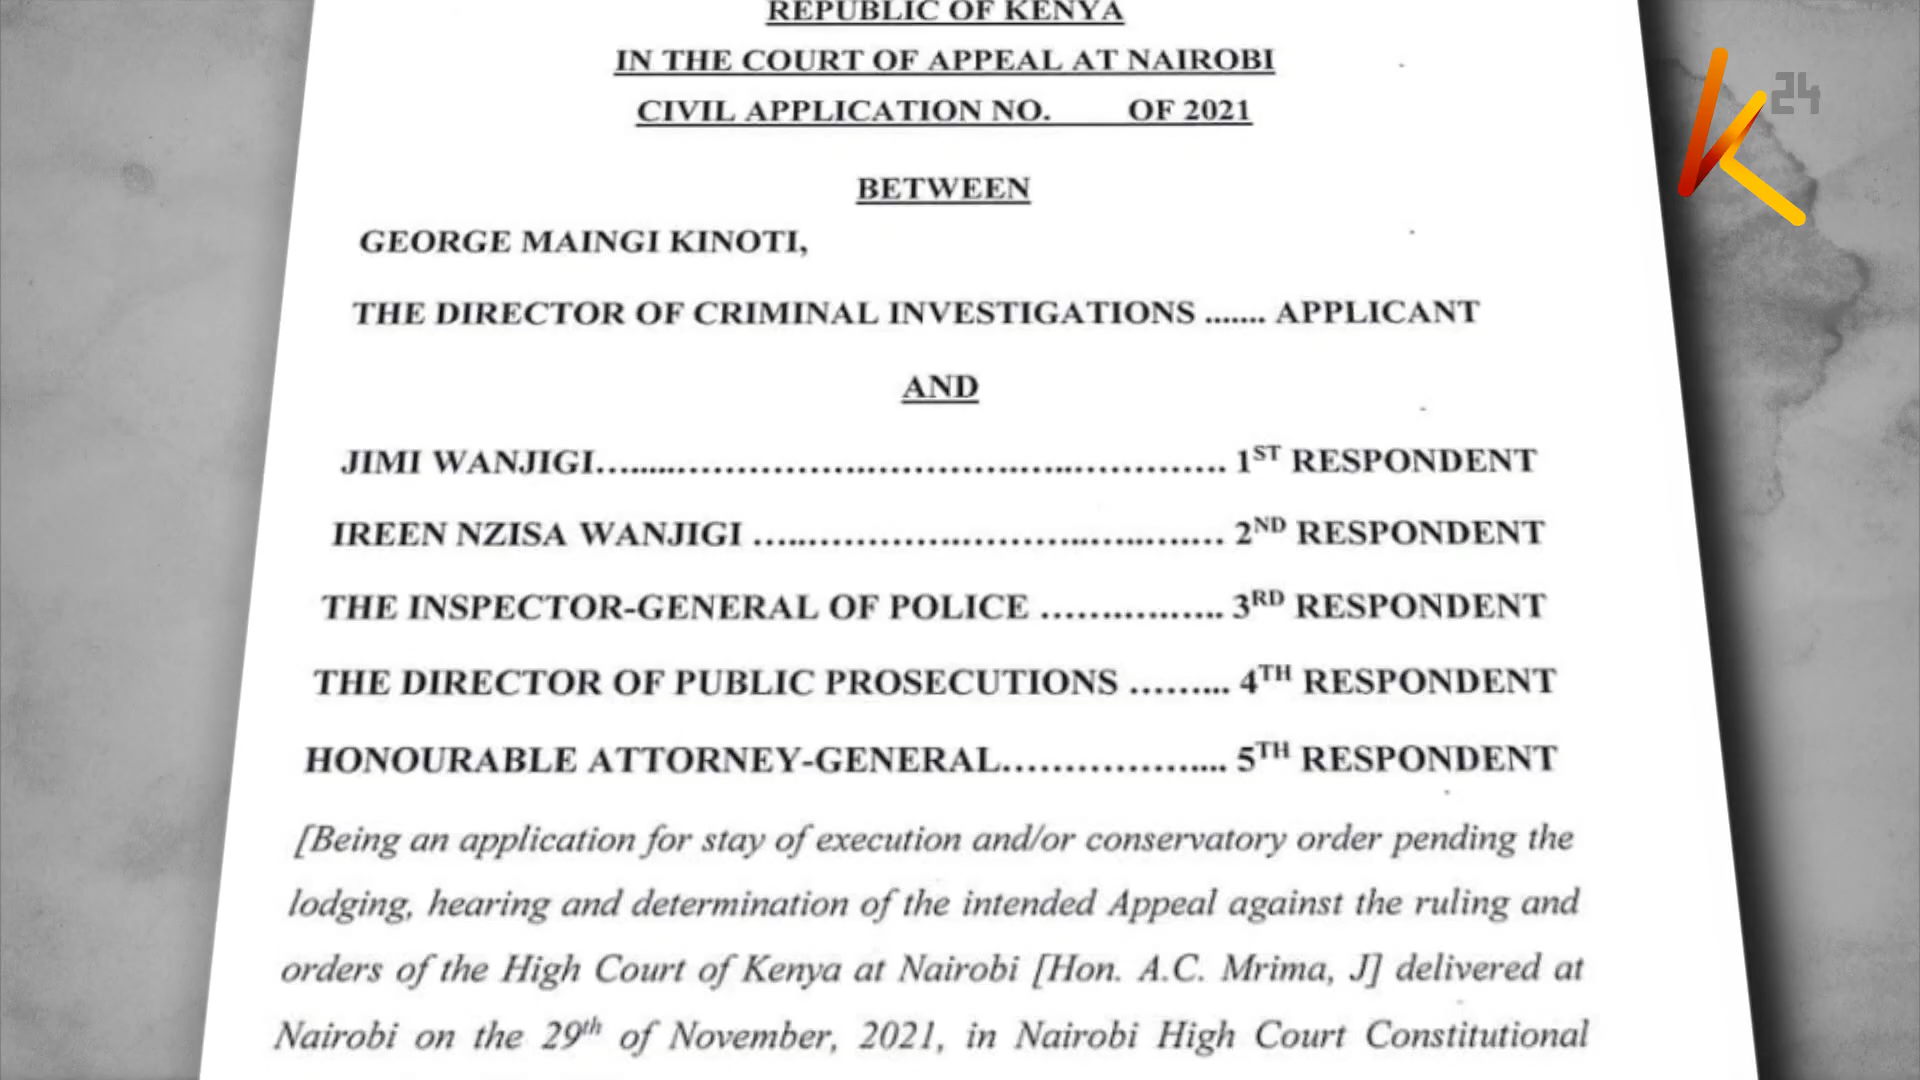 REPUBLIC OF KENYA
IN THE COURT OF APPEAL AT NAIROBI
CIVIL APPLICATION NO. ____ OF 2021
BETWEEN
GEORGE MAINGI KINOTI,
THE DIRECTOR OF CRIMINAL INVESTIGATIONS ....... APPLICANT
AND
JIMI WANJIGI.................................................. 1ST RESPONDENT
IREEN NZISA WANJIGI ...................................... 2ND RESPONDENT
THE INSPECTOR-GENERAL OF POLICE ............... 3RD RESPONDENT
THE DIRECTOR OF PUBLIC PROSECUTIONS ......... 4TH RESPONDENT
HONOURABLE ATTORNEY-GENERAL................... 5TH RESPONDENT
[Being an application for stay of execution and/or conservatory order pending the
lodging, hearing and determination of the intended Appeal against the ruling and
orders of the High Court of Kenya at Nairobi [Hon. A.C. Mrima, J] delivered at
Nairobi on the 29th of November, 2021, in Nairobi High Court Constitutional
K24